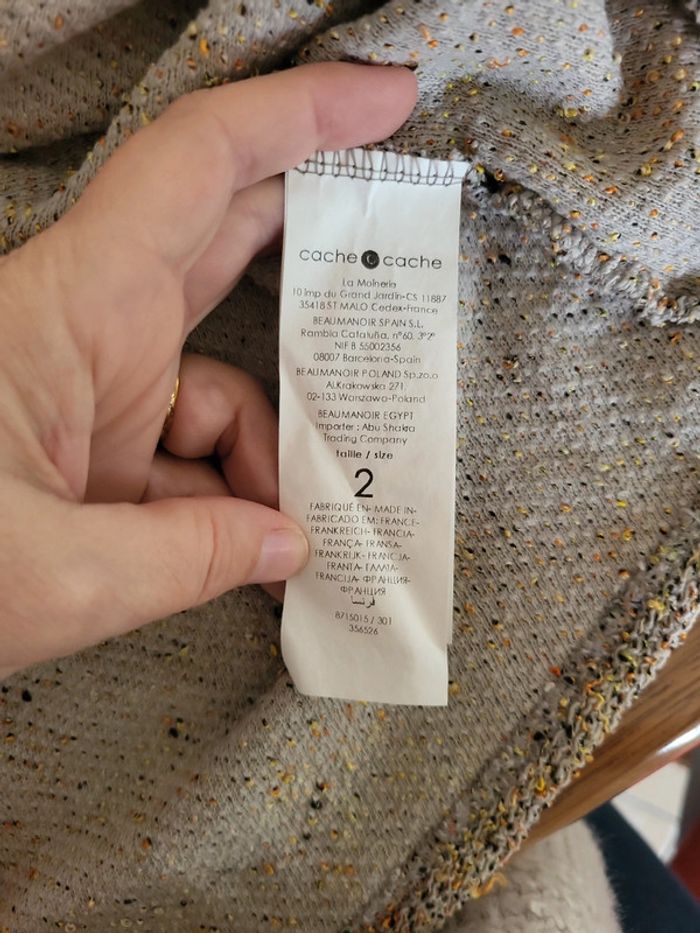 cache cache
La Moinerie
10 Imp du Grand Jardin-CS 11887
35418 ST MALO Cedex-France
BEAUMANOIR SPAIN S.L.
Rambla Cataluña, nº60, 3º2ª
NIF B 55002356
08007 Barcelona-Spain
BEAUMANOIR POLAND Sp.zo.o
Al.Krakowska 271
02-133 Warszawa-Poland
BEAUMANOIR EGYPT
Importer : Abu Shakra
Trading Company
taille / size
2
FABRIQUÉ EN- MADE IN-
FABRICADO EM: FRANCE-
FRANKREICH- FRANCIA-
FRANÇA- FRANSA-
FRANKRIJK- FRANCJA-
FRANTA- ΓΑΛΛΙΑ-
FRANCIJA- ФРАНЦИЯ-
ФРАНЦИЯ
فرنسا
8715015 / 301
356526